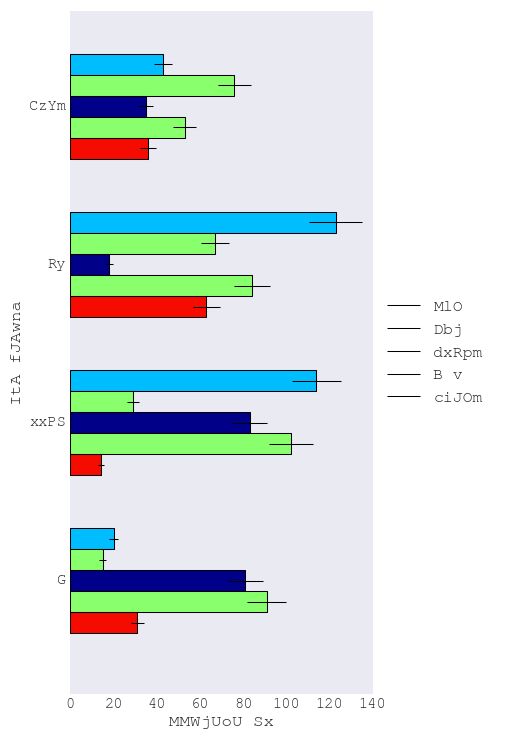 CzYm
Ry
xxPS
G
ItA fJAwna
0 20 40 60 80 100 120 140
MMWjUoU Sx
MlO
Dbj
dxRpm
B v
ciJOm